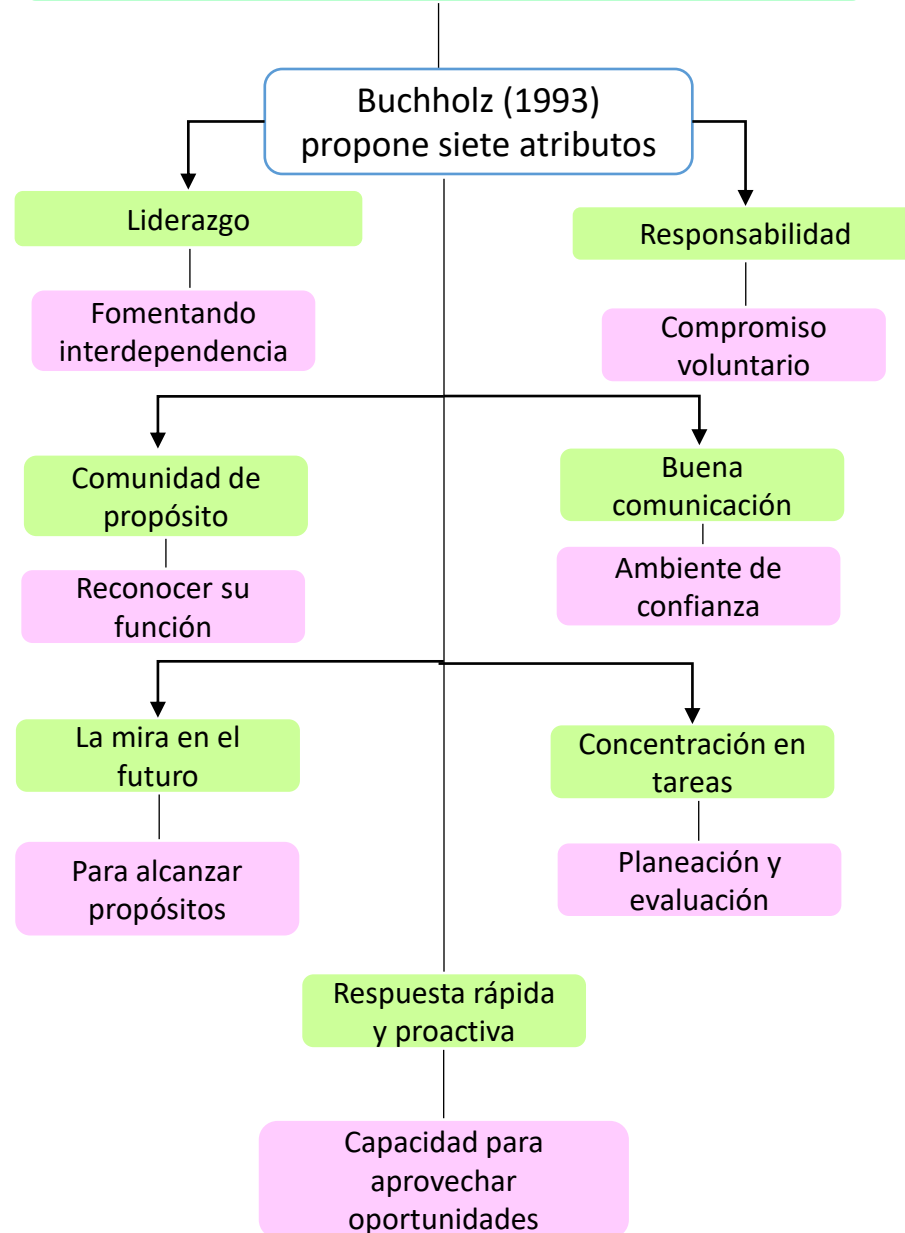 Buchholz (1993)
propone siete atributos
Liderazgo
Responsabilidad
Fomentando
interdependencia
Compromiso
voluntario
Comunidad de
propósito
Buena
comunicación
Reconocer su
función
Ambiente de
confianza
La mira en el
futuro
Concentración en
tareas
Para alcanzar
propósitos
Planeación y
evaluación
Respuesta rápida
y proactiva
Capacidad para
aprovechar
oportunidades